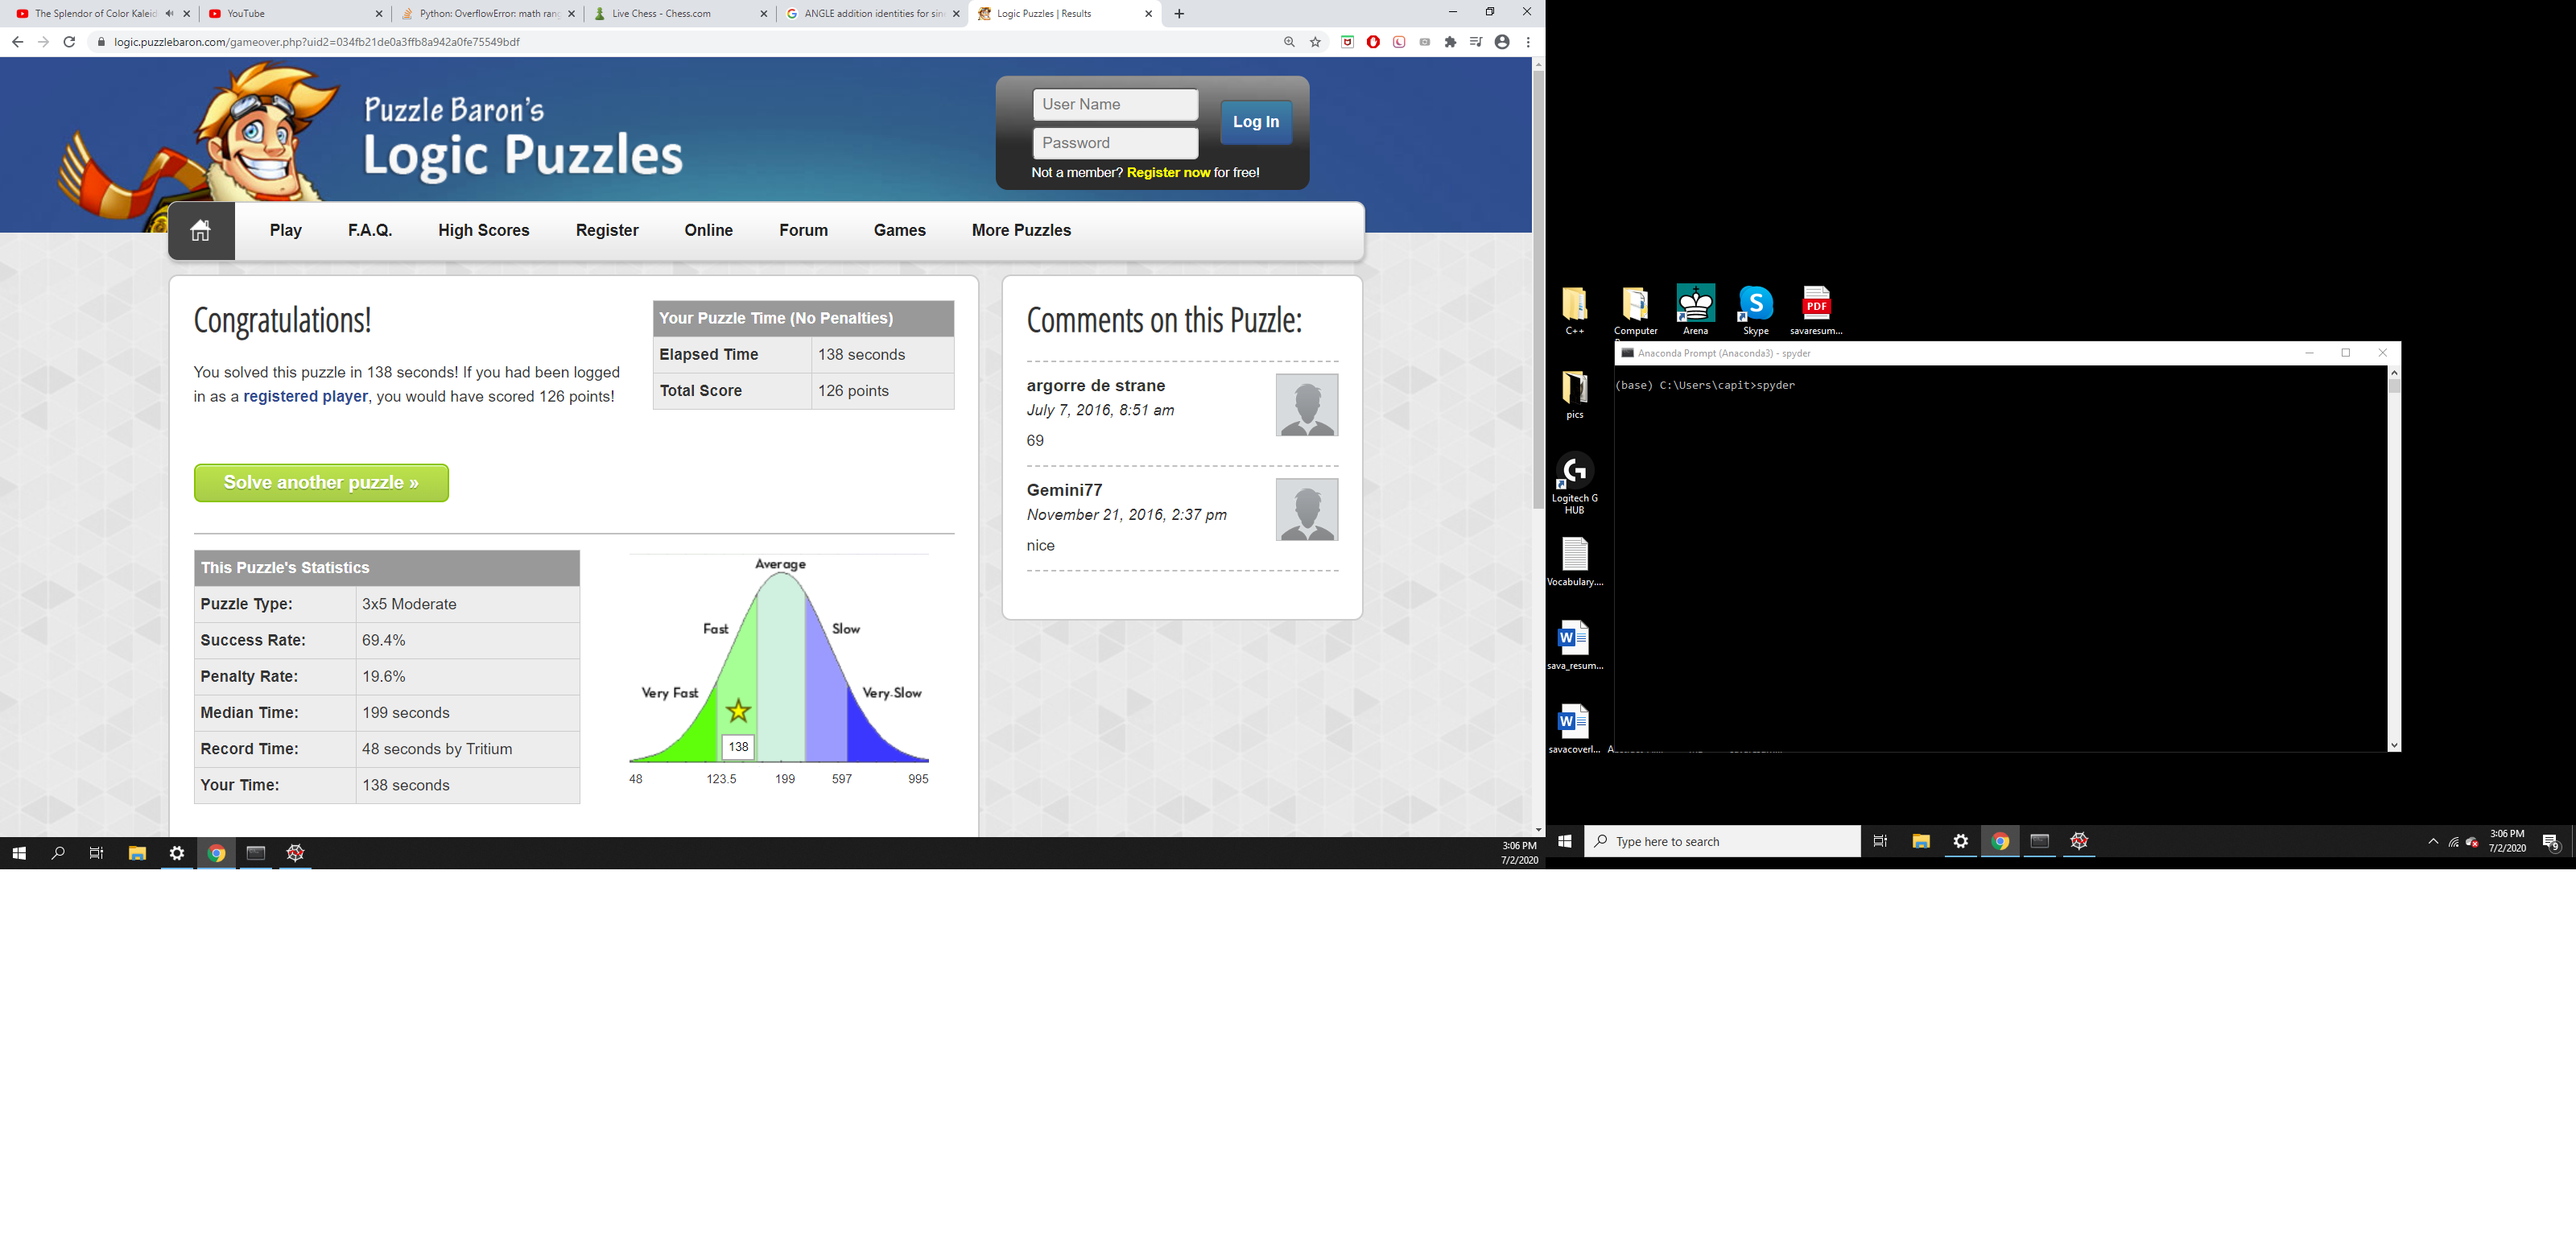 The Splendor of Color Kaleid
YouTube
Python: OverflowError: math rang
Live Chess - Chess.com
ANGLE addition identities for sin
Logic Puzzles | Results
logic.puzzlebaron.com/gameover.php?uid2=034fb21de0a3ffb8a942a0fe75549bdf
Puzzle Baron's
Logic Puzzles
User Name
Password
Log In
Not a member? Register now for free!
Play
F.A.Q.
High Scores
Register
Online
Forum
Games
More Puzzles
Congratulations!
You solved this puzzle in 138 seconds! If you had been logged
in as a registered player, you would have scored 126 points!
Your Puzzle Time (No Penalties)
Elapsed Time 138 seconds
Total Score 126 points
Solve another puzzle »
This Puzzle's Statistics
Puzzle Type: 3x5 Moderate
Success Rate: 69.4%
Penalty Rate: 19.6%
Median Time: 199 seconds
Record Time: 48 seconds by Tritium
Your Time: 138 seconds
Average
Fast
Slow
Very Fast
Very Slow
138
48 123.5 199 597 995
Comments on this Puzzle:
argorre de strane
July 7, 2016, 8:51 am
69
Gemini77
November 21, 2016, 2:37 pm
nice
3:06 PM
7/2/2020
C++
Computer
Arena
Skype
PDF
savaresum...
pics
Logitech G
HUB
Vocabulary....
sava_resum...
savacoverl...
Anaconda Prompt (Anaconda3) - spyder
(base) C:\Users\capit>spyder
Type here to search
3:06 PM
7/2/2020
9